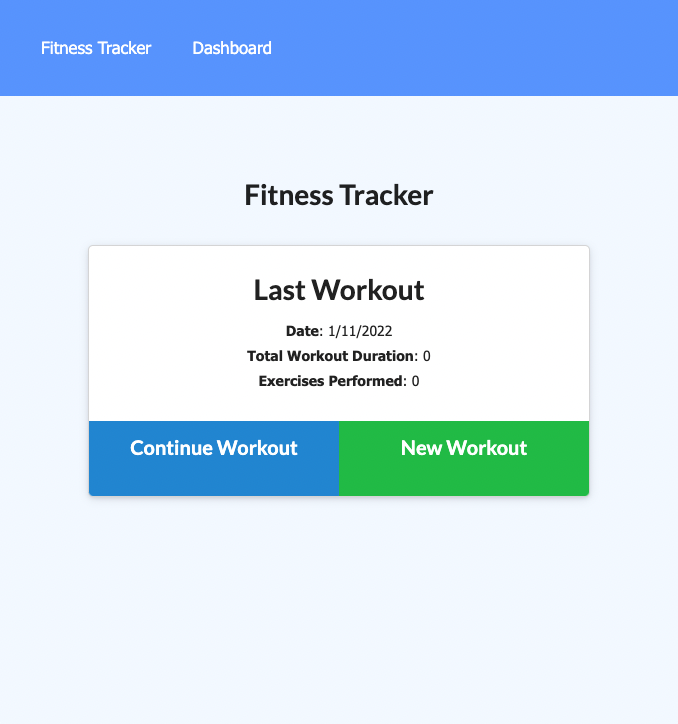 Fitness Tracker Dashboard
Fitness Tracker
Last Workout
Date: 1/11/2022
Total Workout Duration: 0
Exercises Performed: 0
Continue Workout New Workout